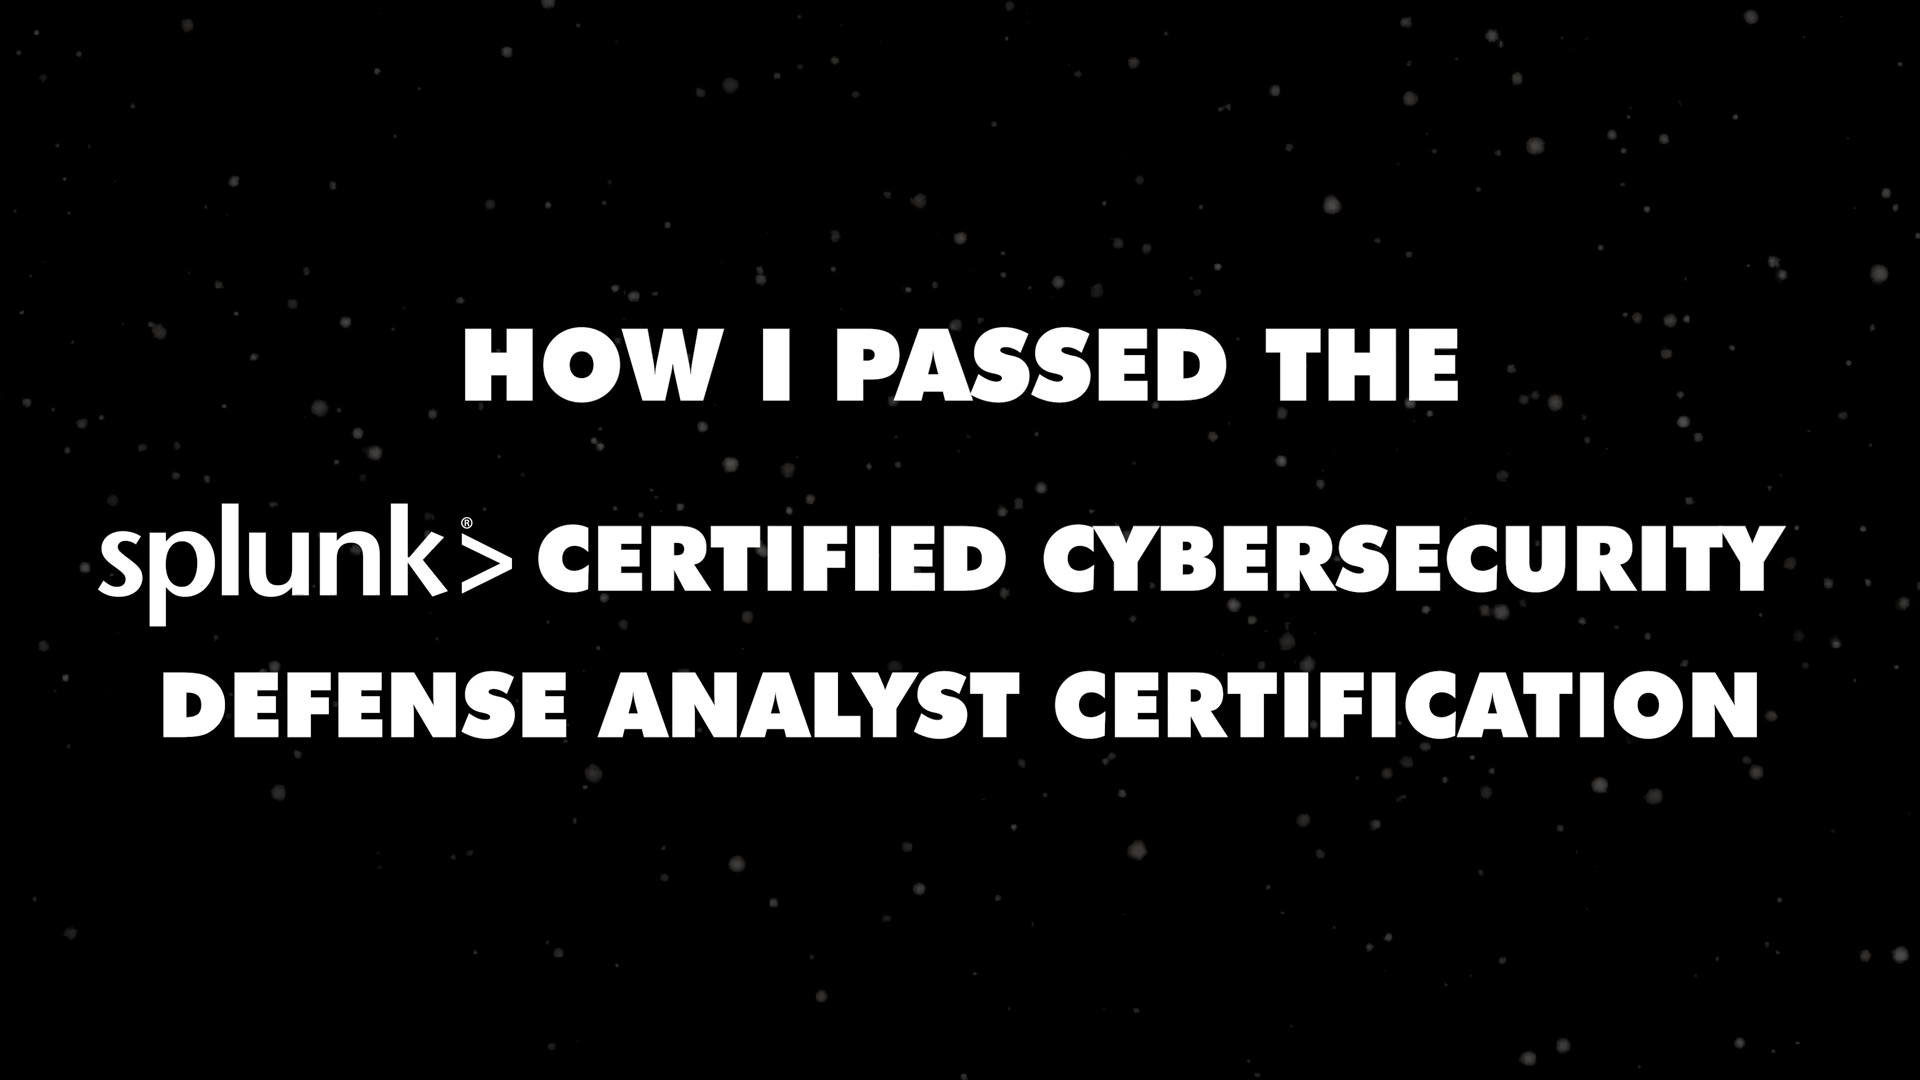 HOW I PASSED THE
splunk>® CERTIFIED CYBERSECURITY
DEFENSE ANALYST CERTIFICATION